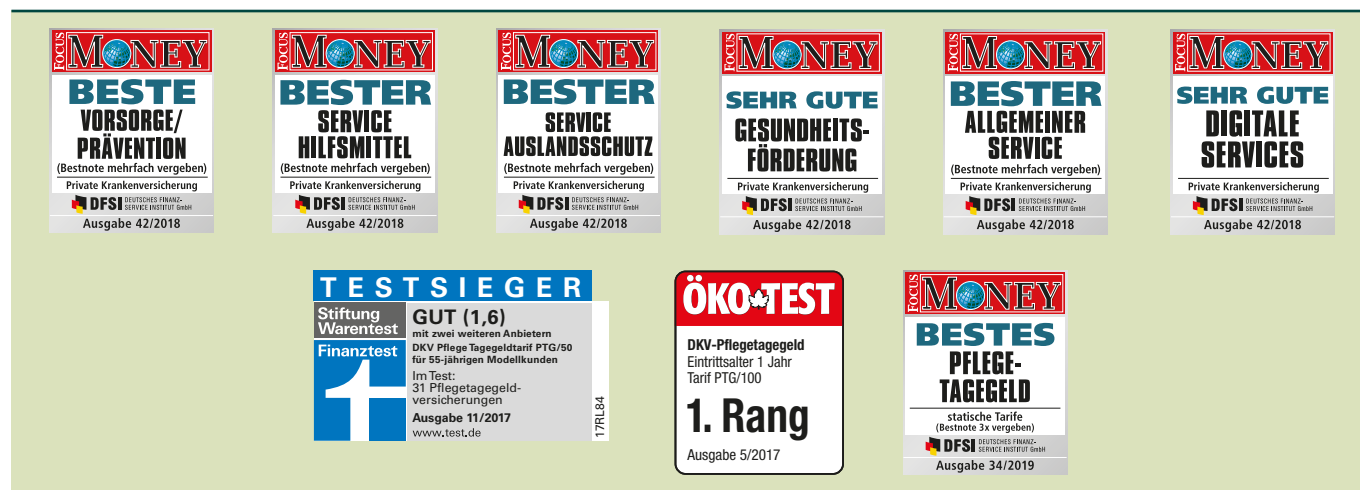 FOCUS MONEY
BESTE
VORSORGE/
PRÄVENTION
(Bestnote mehrfach vergeben)
Private Krankenversicherung
DFSI DEUTSCHES FINANZ-
SERVICE INSTITUT GmbH
Ausgabe 42/2018
FOCUS MONEY
BESTER
SERVICE
HILFSMITTEL
(Bestnote mehrfach vergeben)
Private Krankenversicherung
DFSI DEUTSCHES FINANZ-
SERVICE INSTITUT GmbH
Ausgabe 42/2018
FOCUS MONEY
BESTER
SERVICE
AUSLANDSSCHUTZ
(Bestnote mehrfach vergeben)
Private Krankenversicherung
DFSI DEUTSCHES FINANZ-
SERVICE INSTITUT GmbH
Ausgabe 42/2018
FOCUS MONEY
SEHR GUTE
GESUNDHEITS-
FÖRDERUNG
Private Krankenversicherung
DFSI DEUTSCHES FINANZ-
SERVICE INSTITUT GmbH
Ausgabe 42/2018
FOCUS MONEY
BESTER
ALLGEMEINER
SERVICE
(Bestnote mehrfach vergeben)
Private Krankenversicherung
DFSI DEUTSCHES FINANZ-
SERVICE INSTITUT GmbH
Ausgabe 42/2018
FOCUS MONEY
SEHR GUTE
DIGITALE
SERVICES
Private Krankenversicherung
DFSI DEUTSCHES FINANZ-
SERVICE INSTITUT GmbH
Ausgabe 42/2018
TESTSIEGER
Stiftung
Warentest
Finanztest
GUT (1,6)
mit zwei weiteren Anbietern
DKV Pflege Tagegeldtarif PTG/50
für 55-jährigen Modellkunden
Im Test:
31 Pflegetagegeld-
versicherungen
Ausgabe 11/2017
www.test.de
17RL84
ÖKO TEST
DKV-Pflegetagegeld
Eintrittsalter 1 Jahr
Tarif PTG/100
1. Rang
Ausgabe 5/2017
FOCUS MONEY
BESTES
PFLEGE-
TAGEGELD
statische Tarife
(Bestnote 3x vergeben)
DFSI DEUTSCHES FINANZ-
SERVICE INSTITUT GmbH
Ausgabe 34/2019